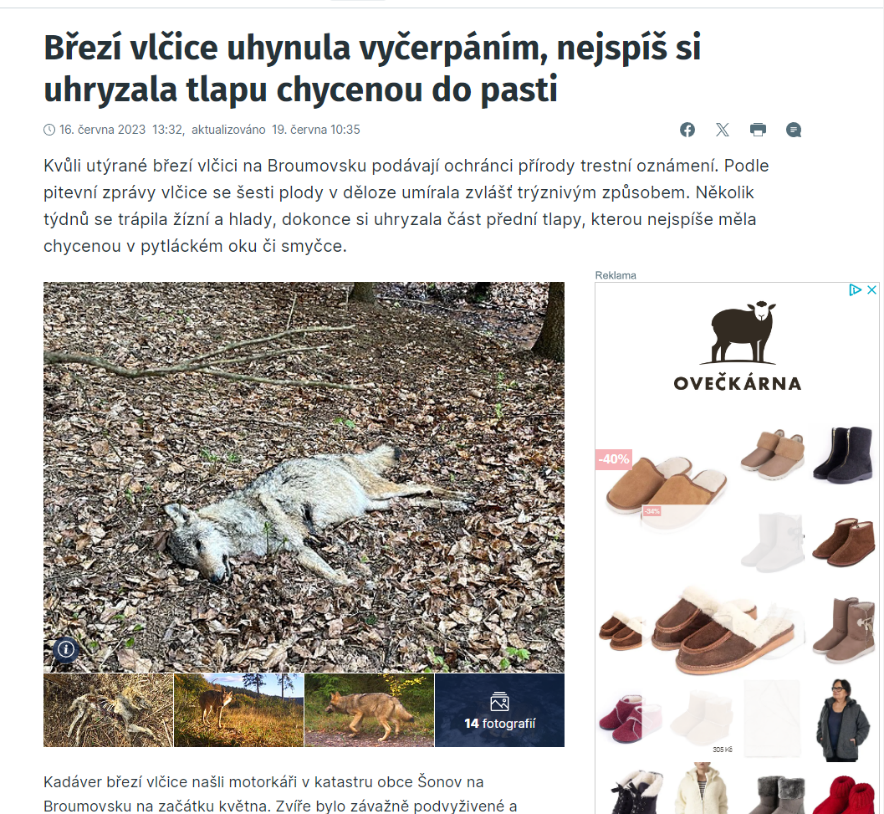 Březí vlčice uhynula vyčerpáním, nejspíš si
uhryzala tlapu chycenou do pasti
16. června 2023 13:32, aktualizováno 19. června 10:35
Kvůli utýrané březí vlčici na Broumovsku podávají ochránci přírody trestní oznámení. Podle
pitevní zprávy vlčice se šesti plody v děloze umírala zvlášť trýznivým způsobem. Několik
týdnů se trápila žízní a hlady, dokonce si uhryzala část přední tlapy, kterou nejspíše měla
chycenou v pytláckém oku či smyčce.
Reklama
OVEČKÁRNA
-40%
-34%
305 Kč
14 fotografií
Kadáver březí vlčice našli motorkáři v katastru obce Šonov na
Broumovsku na začátku května. Zvíře bylo závažně podvyživené a